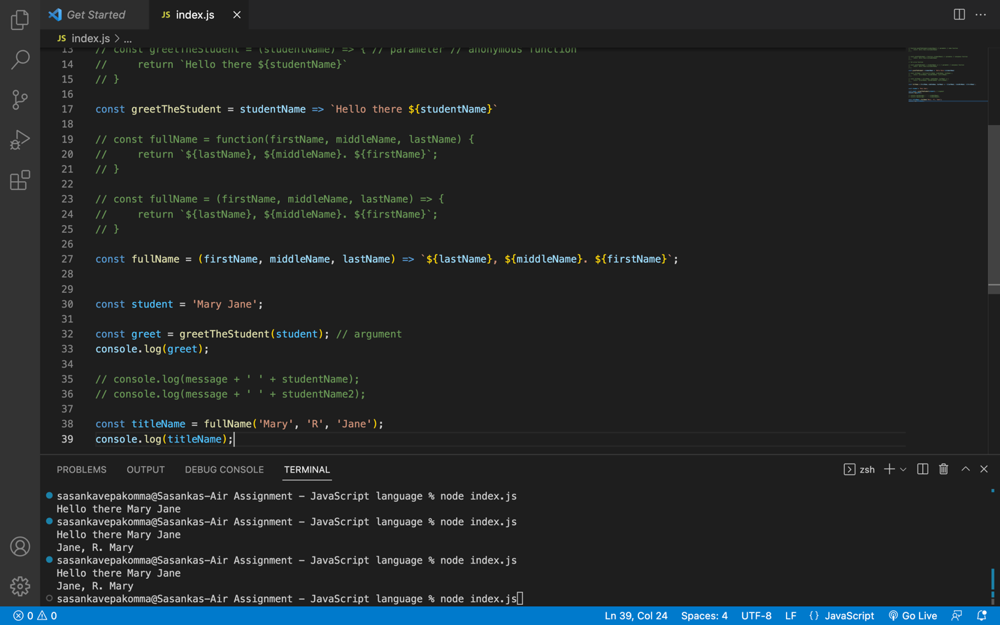 Get Started
JS index.js
JS index.js > ...
13 // const greetTheStudent = (studentName) => { // parameter // anonymous function
14 //     return `Hello there ${studentName}`
15 // }
16
17 const greetTheStudent = studentName => `Hello there ${studentName}`
18
19 // const fullName = function(firstName, middleName, lastName) {
20 //     return `${lastName}, ${middleName}. ${firstName}`;
21 // }
22
23 // const fullName = (firstName, middleName, lastName) => {
24 //     return `${lastName}, ${middleName}. ${firstName}`;
25 // }
26
27 const fullName = (firstName, middleName, lastName) => `${lastName}, ${middleName}. ${firstName}`;
28
29
30 const student = 'Mary Jane';
31
32 const greet = greetTheStudent(student); // argument
33 console.log(greet);
34
35 // console.log(message + ' ' + studentName);
36 // console.log(message + ' ' + studentName2);
37
38 const titleName = fullName('Mary', 'R', 'Jane');
39 console.log(titleName);
PROBLEMS OUTPUT DEBUG CONSOLE TERMINAL zsh
sasankavepakomma@Sasankas-Air Assignment - JavaScript language % node index.js
Hello there Mary Jane
sasankavepakomma@Sasankas-Air Assignment - JavaScript language % node index.js
Hello there Mary Jane
Jane, R. Mary
sasankavepakomma@Sasankas-Air Assignment - JavaScript language % node index.js
Hello there Mary Jane
Jane, R. Mary
sasankavepakomma@Sasankas-Air Assignment - JavaScript language % node index.js
0 0 Ln 39, Col 24 Spaces: 4 UTF-8 LF {} JavaScript Go Live